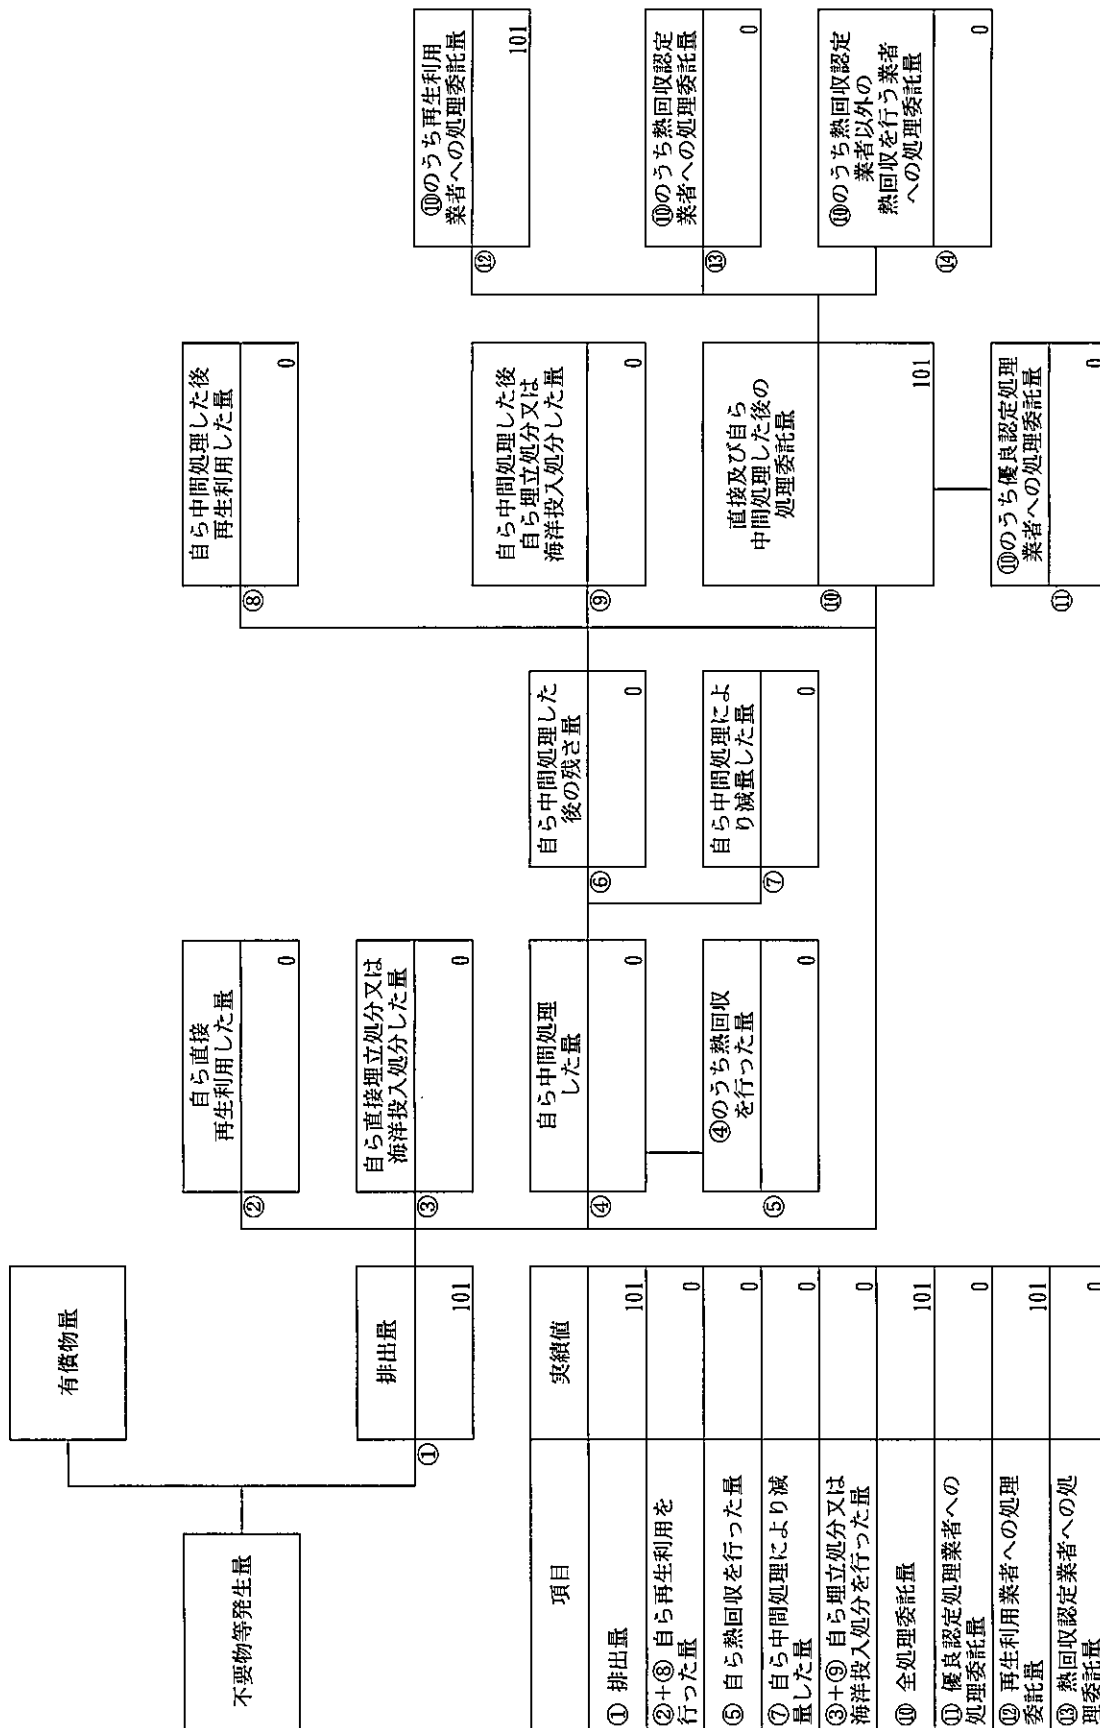 有償物量
不要物等発生量
排出量
①
101
自ら直接
再生利用した量
②
0
自ら直接埋立処分又は
海洋投入処分した量
③
0
自ら中間処理
した量
④
0
④のうち熱回収
を行った量
⑤
0
自ら中間処理した
後の残さ量
⑥
0
自ら中間処理によ
り減量した量
⑦
0
自ら中間処理した後
再生利用した量
⑧
0
自ら中間処理した後
自ら埋立処分又は
海洋投入処分した量
⑨
0
直接及び自ら
中間処理した後の
処理委託量
⑩
101
⑩のうち優良認定処理
業者への処理委託量
⑪
0
⑩のうち再生利用
業者への処理委託量
⑫
101
⑩のうち熱回収認定
業者への処理委託量
⑬
0
⑩のうち熱回収認定
業者以外の
熱回収を行う業者
への処理委託量
⑭
0
項目 実績値
① 排出量 101
②+⑧ 自ら再生利用を
行った量 0
⑤ 自ら熱回収を行った量 0
⑦ 自ら中間処理により減
量した量 0
③+⑨ 自ら埋立処分又は
海洋投入処分を行った量 0
⑩ 全処理委託量 101
⑪ 優良認定処理業者への
処理委託量 0
⑫ 再生利用業者への処理
委託量 101
⑬ 熱回収認定業者への処
理委託量 0